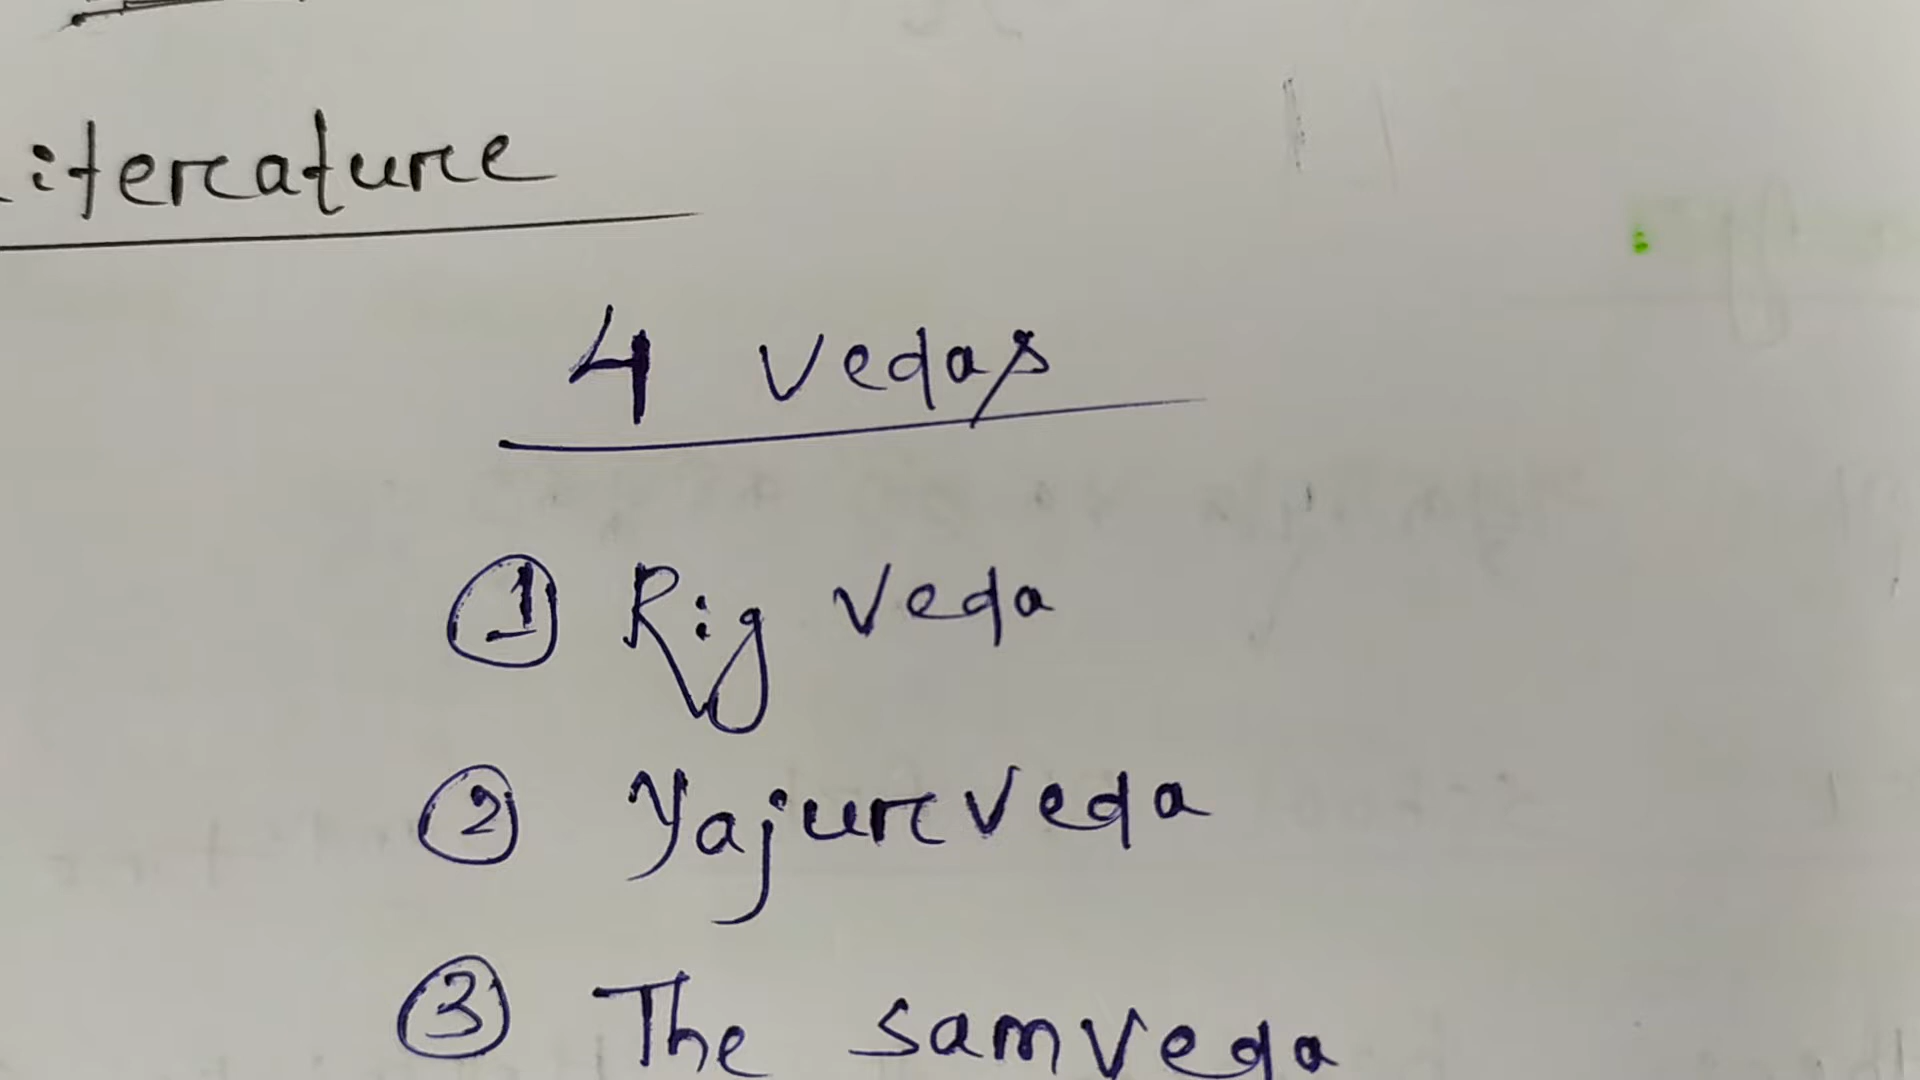 iterature
4 vedas
① Rig veda
② Yajurveda
③ The samveda